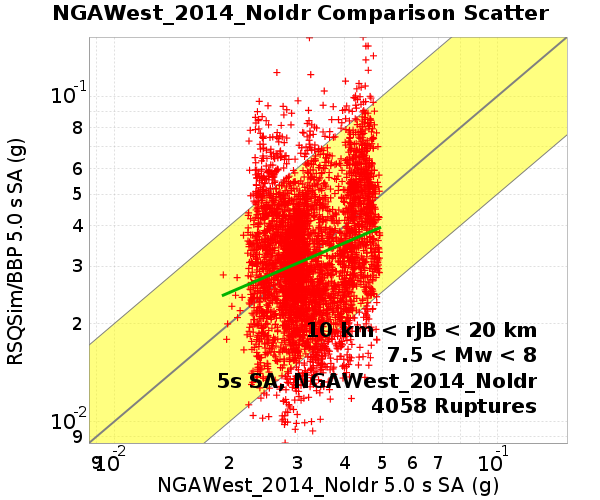 NGAWest_2014_NoIdr Comparison Scatter
RSQSim/BBP 5.0 s SA (g)
10-1
8
6
5
4
3
2
10-2
9
10 km < rJB < 20 km
7.5 < Mw < 8
5s SA, NGAWest_2014_NoIdr
4058 Ruptures
9 10-2 2 3 4 5 6 7 10-1
NGAWest_2014_NoIdr 5.0 s SA (g)